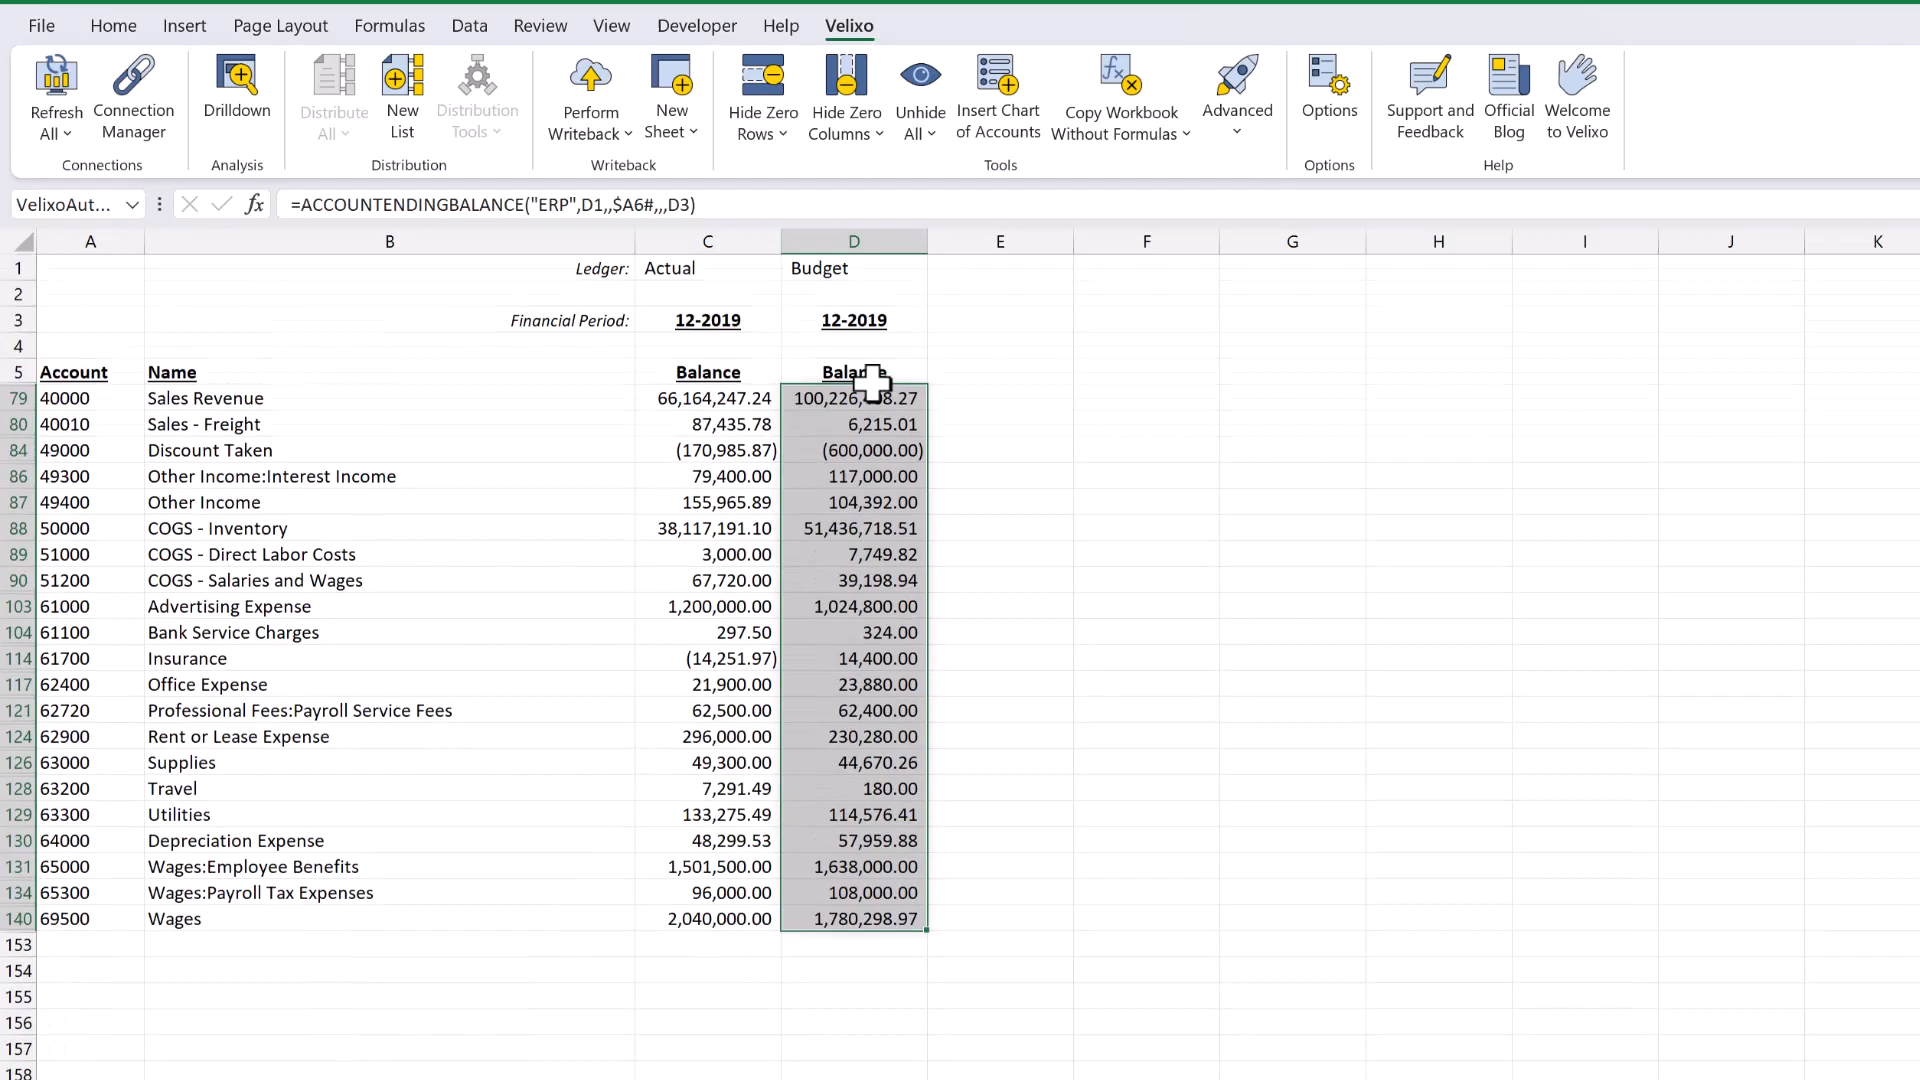 File Home Insert Page Layout Formulas Data Review View Developer Help Velixo
Refresh All Connection Manager Drilldown Distribute All New List Distribution Tools Perform Writeback New Sheet Hide Zero Rows Hide Zero Columns Unhide All Insert Chart of Accounts Copy Workbook Without Formulas Advanced Options Support and Feedback Official Blog Welcome to Velixo
Connections Analysis Distribution Writeback Tools Options Help
VelixoAut... fx =ACCOUNTENDINGBALANCE("ERP",D1,,$A6#,,,D3)
A B C D E F G H I J K
1 Ledger: Actual Budget
2
3 Financial Period: 12-2019 12-2019
4
5 Account Name Balance
79 40000 Sales Revenue 66,164,247.24
80 40010 Sales - Freight 87,435.78 6,215.01
84 49000 Discount Taken (170,985.87) (600,000.00)
86 49300 Other Income:Interest Income 79,400.00 117,000.00
87 49400 Other Income 155,965.89 104,392.00
88 50000 COGS - Inventory 38,117,191.10 51,436,718.51
89 51000 COGS - Direct Labor Costs 3,000.00 7,749.82
90 51200 COGS - Salaries and Wages 67,720.00 39,198.94
103 61000 Advertising Expense 1,200,000.00 1,024,800.00
104 61100 Bank Service Charges 297.50 324.00
114 61700 Insurance (14,251.97) 14,400.00
117 62400 Office Expense 21,900.00 23,880.00
121 62720 Professional Fees:Payroll Service Fees 62,500.00 62,400.00
124 62900 Rent or Lease Expense 296,000.00 230,280.00
126 63000 Supplies 49,300.00 44,670.26
128 63200 Travel 7,291.49 180.00
129 63300 Utilities 133,275.49 114,576.41
130 64000 Depreciation Expense 48,299.53 57,959.88
131 65000 Wages:Employee Benefits 1,501,500.00 1,638,000.00
134 65300 Wages:Payroll Tax Expenses 96,000.00 108,000.00
140 69500 Wages 2,040,000.00 1,780,298.97
153
154
155
156
157
158